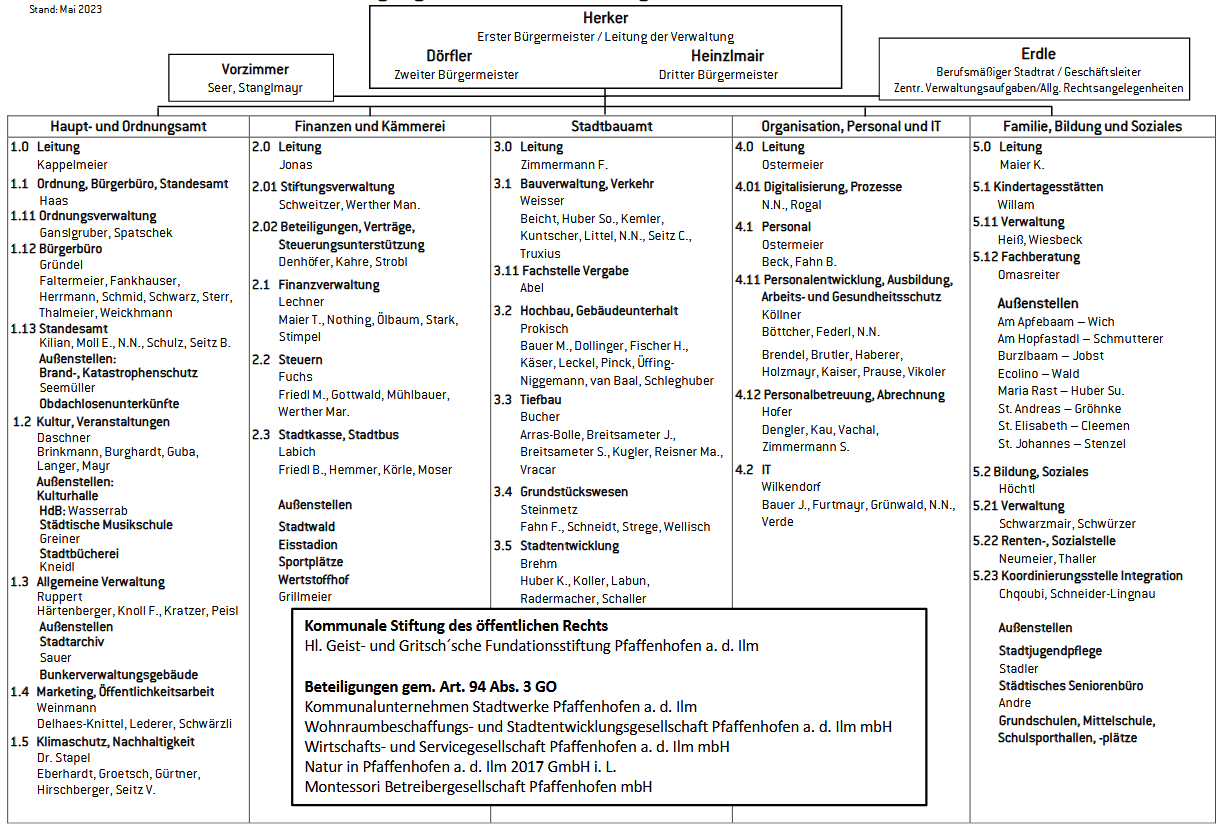 Stand: Mai 2023
Herker
Erster Bürgermeister / Leitung der Verwaltung
Dörfler
Zweiter Bürgermeister
Heinzlmair
Dritter Bürgermeister
Vorzimmer
Seer, Stanglmayr
Erdle
Berufsmäßiger Stadtrat / Geschäftsleiter
Zentr. Verwaltungsaufgaben/Allg. Rechtsangelegenheiten
Haupt- und Ordnungsamt
1.0 Leitung
Kappelmeier
1.1 Ordnung, Bürgerbüro, Standesamt
Haas
1.11 Ordnungsverwaltung
Ganslgruber, Spatschek
1.12 Bürgerbüro
Gründel
Faltermeier, Fankhauser,
Herrmann, Schmid, Schwarz, Sterr,
Thalmeier, Weickhmann
1.13 Standesamt
Kilian, Moll E., N.N., Schulz, Seitz B.
Außenstellen:
Brand-, Katastrophenschutz
Seemüller
Obdachlosenunterkünfte
1.2 Kultur, Veranstaltungen
Daschner
Brinkmann, Burghardt, Guba,
Langer, Mayr
Außenstellen:
Kulturhalle
HdB: Wasserrab
Städtische Musikschule
Greiner
Stadtbücherei
Kneidl
1.3 Allgemeine Verwaltung
Ruppert
Härtenberger, Knoll F., Kratzer, Peisl
Außenstellen
Stadtarchiv
Sauer
Bunkerverwaltungsgebäude
1.4 Marketing, Öffentlichkeitsarbeit
Weinmann
Delhaes-Knittel, Lederer, Schwärzli
1.5 Klimaschutz, Nachhaltigkeit
Dr. Stapel
Eberhardt, Groetsch, Gürtner,
Hirschberger, Seitz V.
Finanzen und Kämmerei
2.0 Leitung
Jonas
2.01 Stiftungsverwaltung
Schweitzer, Werther Man.
2.02 Beteiligungen, Verträge,
Steuerungsunterstützung
Denhöfer, Kahre, Strobl
2.1 Finanzverwaltung
Lechner
Maier T., Nothing, Ölbaum, Stark,
Stimpel
2.2 Steuern
Fuchs
Friedl M., Gottwald, Mühlbauer,
Werther Mar.
2.3 Stadtkasse, Stadtbus
Labich
Friedl B., Hemmer, Körle, Moser
Außenstellen
Stadtwald
Eisstadion
Sportplätze
Wertstoffhof
Grillmeier
Stadtbauamt
3.0 Leitung
Zimmermann F.
3.1 Bauverwaltung, Verkehr
Weisser
Beicht, Huber So., Kemler,
Kuntscher, Littel, N.N., Seitz C.,
Truxius
3.11 Fachstelle Vergabe
Abel
3.2 Hochbau, Gebäudeunterhalt
Prokisch
Bauer M., Dollinger, Fischer H.,
Käser, Leckel, Pinck, Üffing-
Niggemann, van Baal, Schleghuber
3.3 Tiefbau
Bucher
Arras-Bolle, Breitsameter J.,
Breitsameter S., Kugler, Reisner Ma.,
Vracar
3.4 Grundstückswesen
Steinmetz
Fahn F., Schneidt, Strege, Wellisch
3.5 Stadtentwicklung
Brehm
Huber K., Koller, Labun,
Radermacher, Schaller
Organisation, Personal und IT
4.0 Leitung
Ostermeier
4.01 Digitalisierung, Prozesse
N.N., Rogal
4.1 Personal
Ostermeier
Beck, Fahn B.
4.11 Personalentwicklung, Ausbildung,
Arbeits- und Gesundheitsschutz
Köllner
Böttcher, Federl, N.N.
Brendel, Brutler, Haberer,
Holzmayr, Kaiser, Prause, Vikoler
4.12 Personalbetreuung, Abrechnung
Hofer
Dengler, Kau, Vachal,
Zimmermann S.
4.2 IT
Wilkendorf
Bauer J., Furtmayr, Grünwald, N.N.,
Verde
Familie, Bildung und Soziales
5.0 Leitung
Maier K.
5.1 Kindertagesstätten
Willam
5.11 Verwaltung
Heiß, Wiesbeck
5.12 Fachberatung
Omasreiter
Außenstellen
Am Apfebaam – Wich
Am Hopfastadl – Schmutterer
Burzlbaam – Jobst
Ecolino – Wald
Maria Rast – Huber Su.
St. Andreas – Gröhnke
St. Elisabeth – Cleemen
St. Johannes – Stenzel
5.2 Bildung, Soziales
Höchtl
5.21 Verwaltung
Schwarzmair, Schwürzer
5.22 Renten-, Sozialstelle
Neumeier, Thaller
5.23 Koordinierungsstelle Integration
Chqoubi, Schneider-Lingnau
Außenstellen
Stadtjugendpflege
Stadler
Städtisches Seniorenbüro
Andre
Grundschulen, Mittelschule,
Schulsporthallen, -plätze
Kommunale Stiftung des öffentlichen Rechts
Hl. Geist- und Gritsch´sche Fundationsstiftung Pfaffenhofen a. d. Ilm
Beteiligungen gem. Art. 94 Abs. 3 GO
Kommunalunternehmen Stadtwerke Pfaffenhofen a. d. Ilm
Wohnraumbeschaffungs- und Stadtentwicklungsgesellschaft Pfaffenhofen a. d. Ilm mbH
Wirtschafts- und Servicegesellschaft Pfaffenhofen a. d. Ilm mbH
Natur in Pfaffenhofen a. d. Ilm 2017 GmbH i. L.
Montessori Betreibergesellschaft Pfaffenhofen mbH